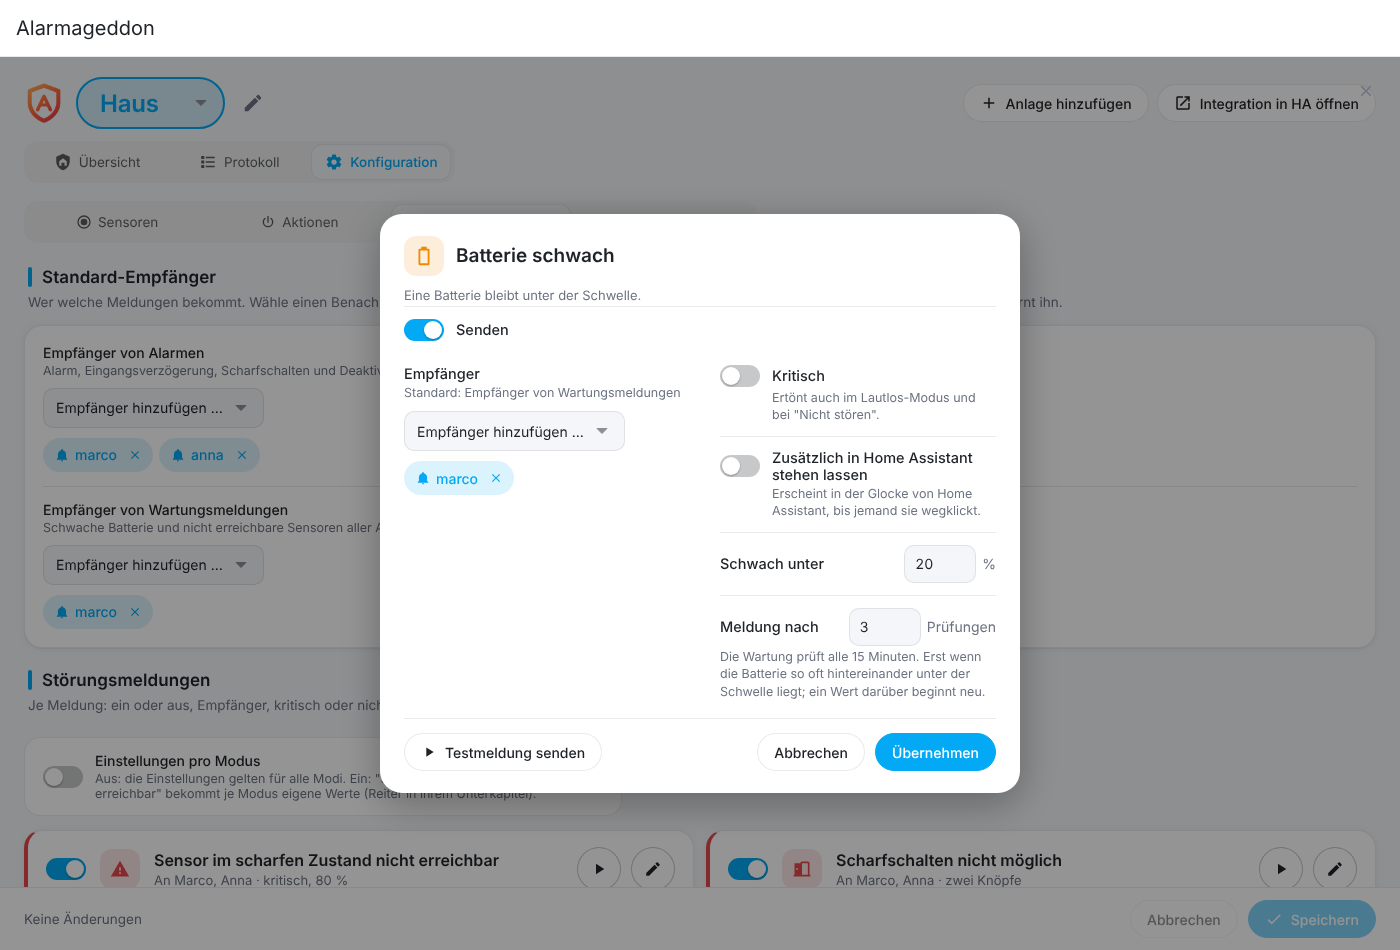 Alarmageddon
Haus
Anlage hinzufügen
Integration in HA öffnen
Übersicht
Protokoll
Konfiguration
Sensoren
Aktionen
Standard-Empfänger
Wer welche Meldungen bekommt. Wähle einen Benach
rnt ihn.
Empfänger von Alarmen
Alarm, Eingangsverzögerung, Scharfschalten und Deaktiv
Empfänger hinzufügen ...
marco
anna
Empfänger von Wartungsmeldungen
Schwache Batterie und nicht erreichbare Sensoren aller A
Empfänger hinzufügen ...
marco
Störungsmeldungen
Je Meldung: ein oder aus, Empfänger, kritisch oder nich
Einstellungen pro Modus
Aus: die Einstellungen gelten für alle Modi. Ein: "
erreichbar" bekommt je Modus eigene Werte (Reiter in ihrem Unterkapitel).
Sensor im scharfen Zustand nicht erreichbar
An Marco, Anna · kritisch, 80 %
Scharfschalten nicht möglich
An Marco, Anna · zwei Knöpfe
Batterie schwach
Eine Batterie bleibt unter der Schwelle.
Senden
Empfänger
Standard: Empfänger von Wartungsmeldungen
Empfänger hinzufügen ...
marco
Kritisch
Ertönt auch im Lautlos-Modus und
bei "Nicht stören".
Zusätzlich in Home Assistant
stehen lassen
Erscheint in der Glocke von Home
Assistant, bis jemand sie wegklickt.
Schwach unter
20
%
Meldung nach
3
Prüfungen
Die Wartung prüft alle 15 Minuten. Erst wenn
die Batterie so oft hintereinander unter der
Schwelle liegt; ein Wert darüber beginnt neu.
Testmeldung senden
Abbrechen
Übernehmen
Keine Änderungen
Abbrechen
Speichern